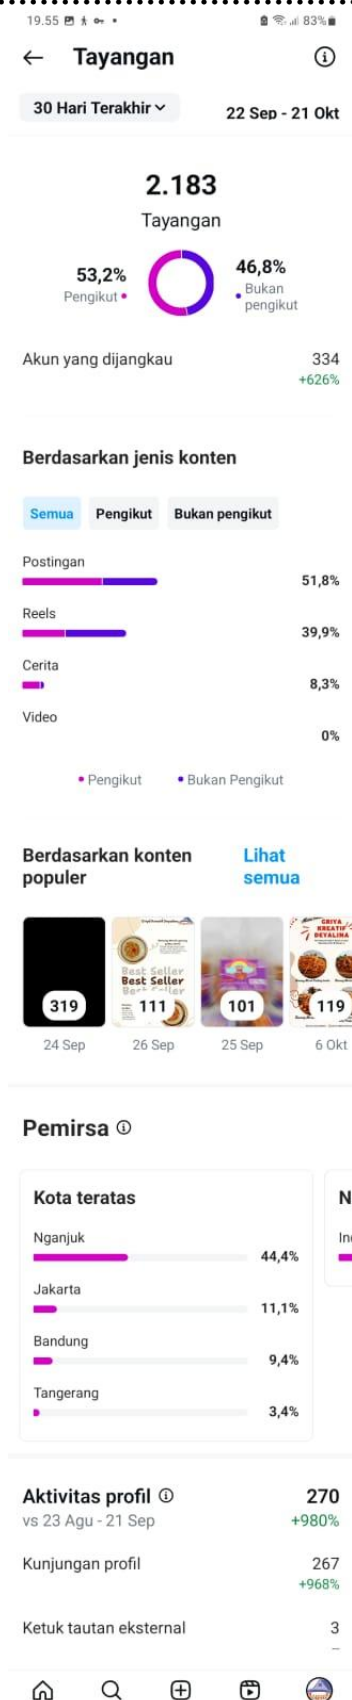 19.55
83%
Tayangan
30 Hari Terakhir
22 Sep - 21 Okt
2.183
Tayangan
53,2%
Pengikut
46,8%
Bukan
pengikut
Akun yang dijangkau
334
+626%
Berdasarkan jenis konten
Semua
Pengikut
Bukan pengikut
Postingan
51,8%
Reels
39,9%
Cerita
8,3%
Video
0%
Pengikut
Bukan Pengikut
Berdasarkan konten
populer
Lihat
semua
Best Seller
Best Seller
GRIYA
KREATIF
DEVALINA
319
111
101
119
24 Sep
26 Sep
25 Sep
6 Okt
Pemirsa
Kota teratas
N
Nganjuk
44,4%
In
Jakarta
11,1%
Bandung
9,4%
Tangerang
3,4%
Aktivitas profil
270
vs 23 Agu - 21 Sep
+980%
Kunjungan profil
267
+968%
Ketuk tautan eksternal
3
--